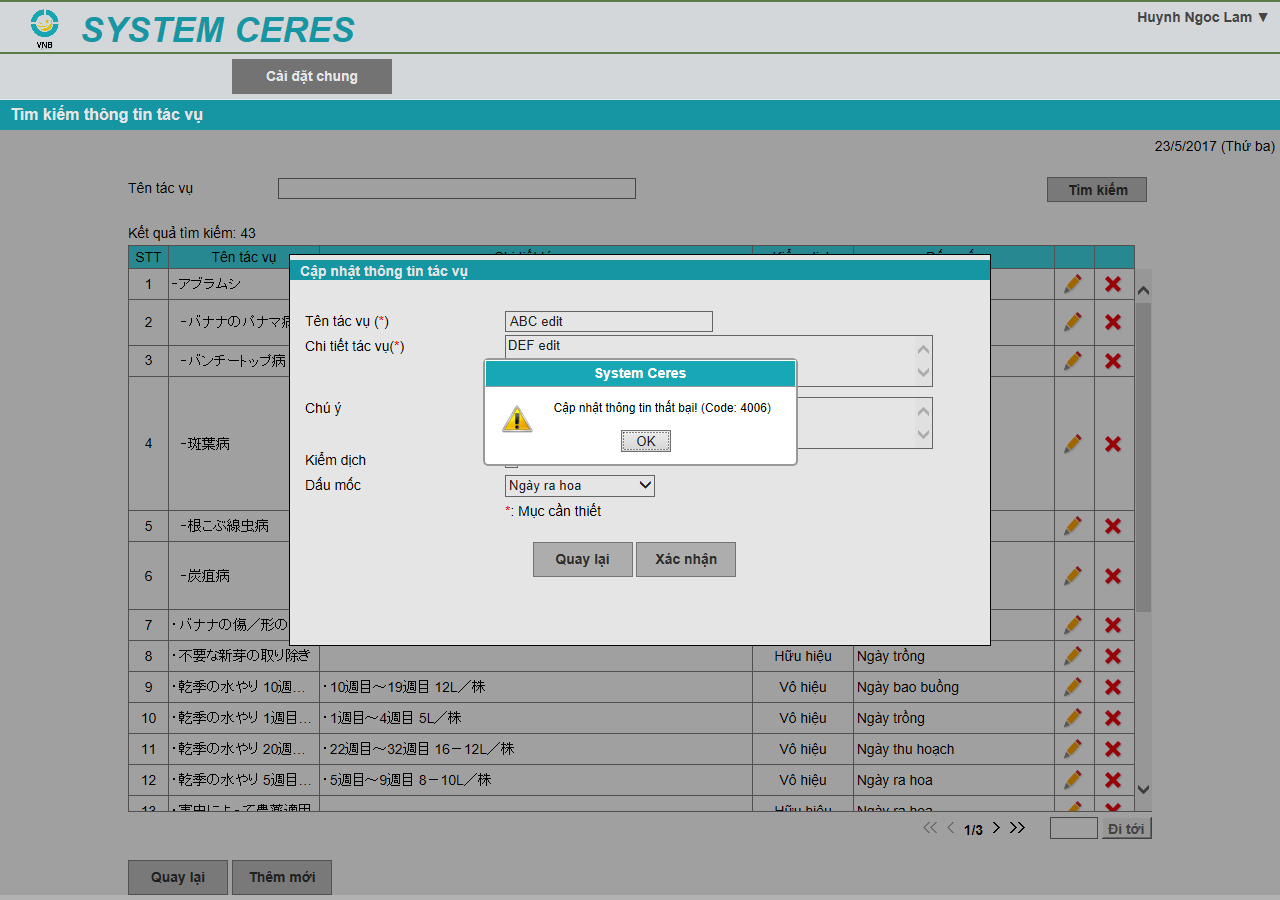 VNB
SYSTEM CERES
Huynh Ngoc Lam ▼
Cài đặt chung
Tìm kiếm thông tin tác vụ
23/5/2017 (Thứ ba)
Tên tác vụ
Tìm kiếm
Kết quả tìm kiếm: 43
STT Tên tác vụ
Cập nhật thông tin tác vụ
Tên tác vụ (*) ABC edit
Chi tiết tác vụ(*) DEF edit
System Ceres
Cập nhật thông tin thất bại! (Code: 4006)
OK
Chú ý
Kiểm dịch
Dấu mốc Ngày ra hoa
*: Mục cần thiết
Quay lại Xác nhận
1 -アブラムシ
2 -バナナのパナマ病
3 -バンチートップ病
4 -斑葉病
5 -根こぶ線虫病
6 -炭疽病
7 ・バナナの傷／形の
8 ・不要な新芽の取り除き Hữu hiệu Ngày trồng
9 ・乾季の水やり 10週... ・10週目～19週目 12L／株 Vô hiệu Ngày bao buồng
10 ・乾季の水やり 1週目... ・1週目～4週目 5L／株 Vô hiệu Ngày trồng
11 ・乾季の水やり 20週... ・22週目～32週目 16－12L／株 Vô hiệu Ngày thu hoạch
12 ・乾季の水やり 5週目... ・5週目～9週目 8－10L／株 Vô hiệu Ngày ra hoa
13 ・害虫によって農薬適用 Hữu hiệu Ngày ra hoa
1/3 Đi tới
Quay lại Thêm mới